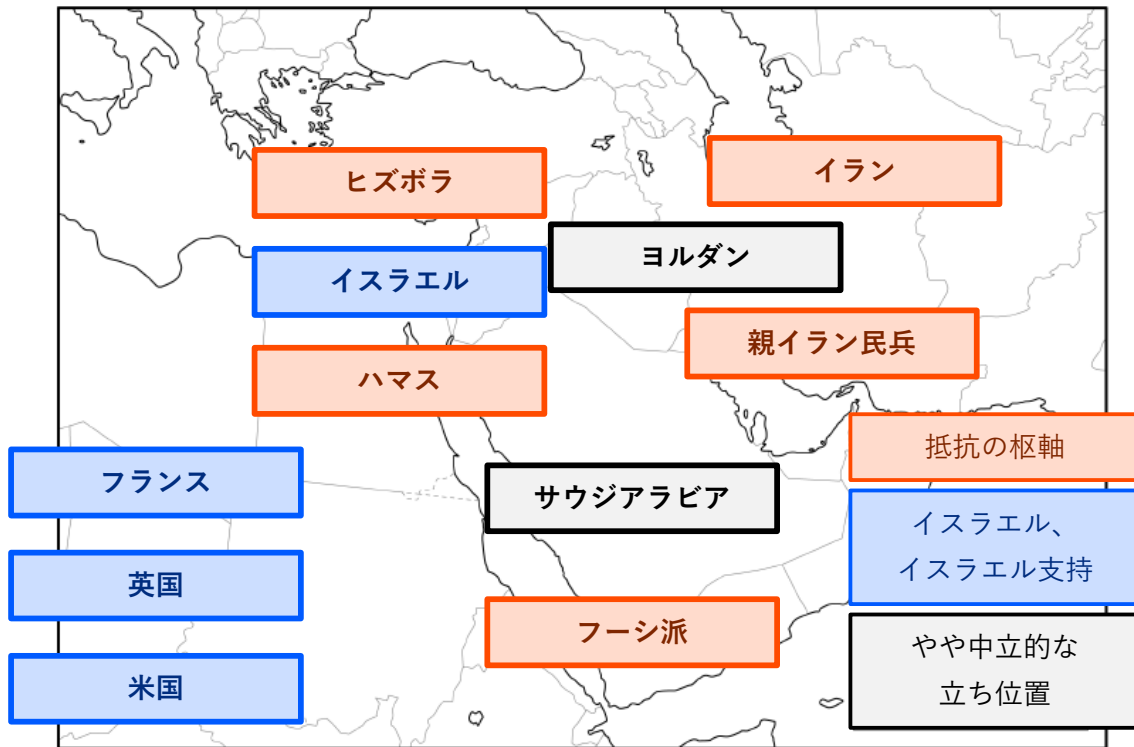 ヒズボラ
イラン
イスラエル
ヨルダン
ハマス
親イラン民兵
フランス
サウジアラビア
英国
フーシ派
米国
抵抗の枢軸
イスラエル、
イスラエル支持
やや中立的な
立ち位置